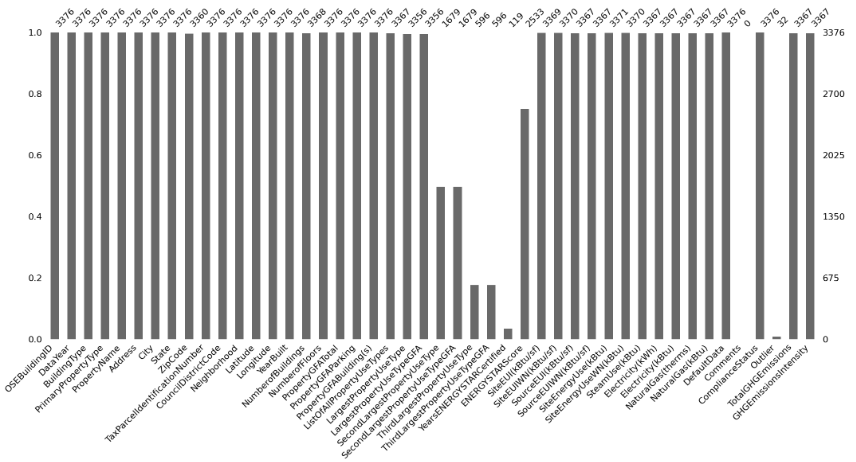 3376
3376
3376
3376
3376
3376
3376
3376
3360
3376
3376
3376
3376
3376
3376
3368
3376
3376
3376
3376
3367
3356
3356
1679
1679
596
596
119
2533
3369
3370
3367
3367
3371
3370
3367
3367
3367
3367
3367
3376
0
3376
32
3367
3367
1.0
3376
0.8
2700
0.6
2025
0.4
1350
0.2
675
0.0
0
OSEBuildingID
DataYear
BuildingType
PrimaryPropertyType
PropertyName
Address
City
State
ZipCode
TaxParcelIdentificationNumber
CouncilDistrictCode
Neighborhood
Latitude
Longitude
YearBuilt
NumberofBuildings
NumberofFloors
PropertyGFATotal
PropertyGFAParking
PropertyGFABuilding(s)
ListOfAllPropertyUseTypes
LargestPropertyUseType
LargestPropertyUseTypeGFA
SecondLargestPropertyUseType
SecondLargestPropertyUseTypeGFA
ThirdLargestPropertyUseType
ThirdLargestPropertyUseTypeGFA
YearsENERGYSTARCertified
ENERGYSTARScore
SiteEUI(kBtu/sf)
SiteEUIWN(kBtu/sf)
SourceEUI(kBtu/sf)
SourceEUIWN(kBtu/sf)
SiteEnergyUse(kBtu)
SiteEnergyUseWN(kBtu)
SteamUse(kBtu)
Electricity(kWh)
Electricity(kBtu)
NaturalGas(therms)
NaturalGas(kBtu)
DefaultData
Comments
ComplianceStatus
Outlier
TotalGHGEmissions
GHGEmissionsIntensity